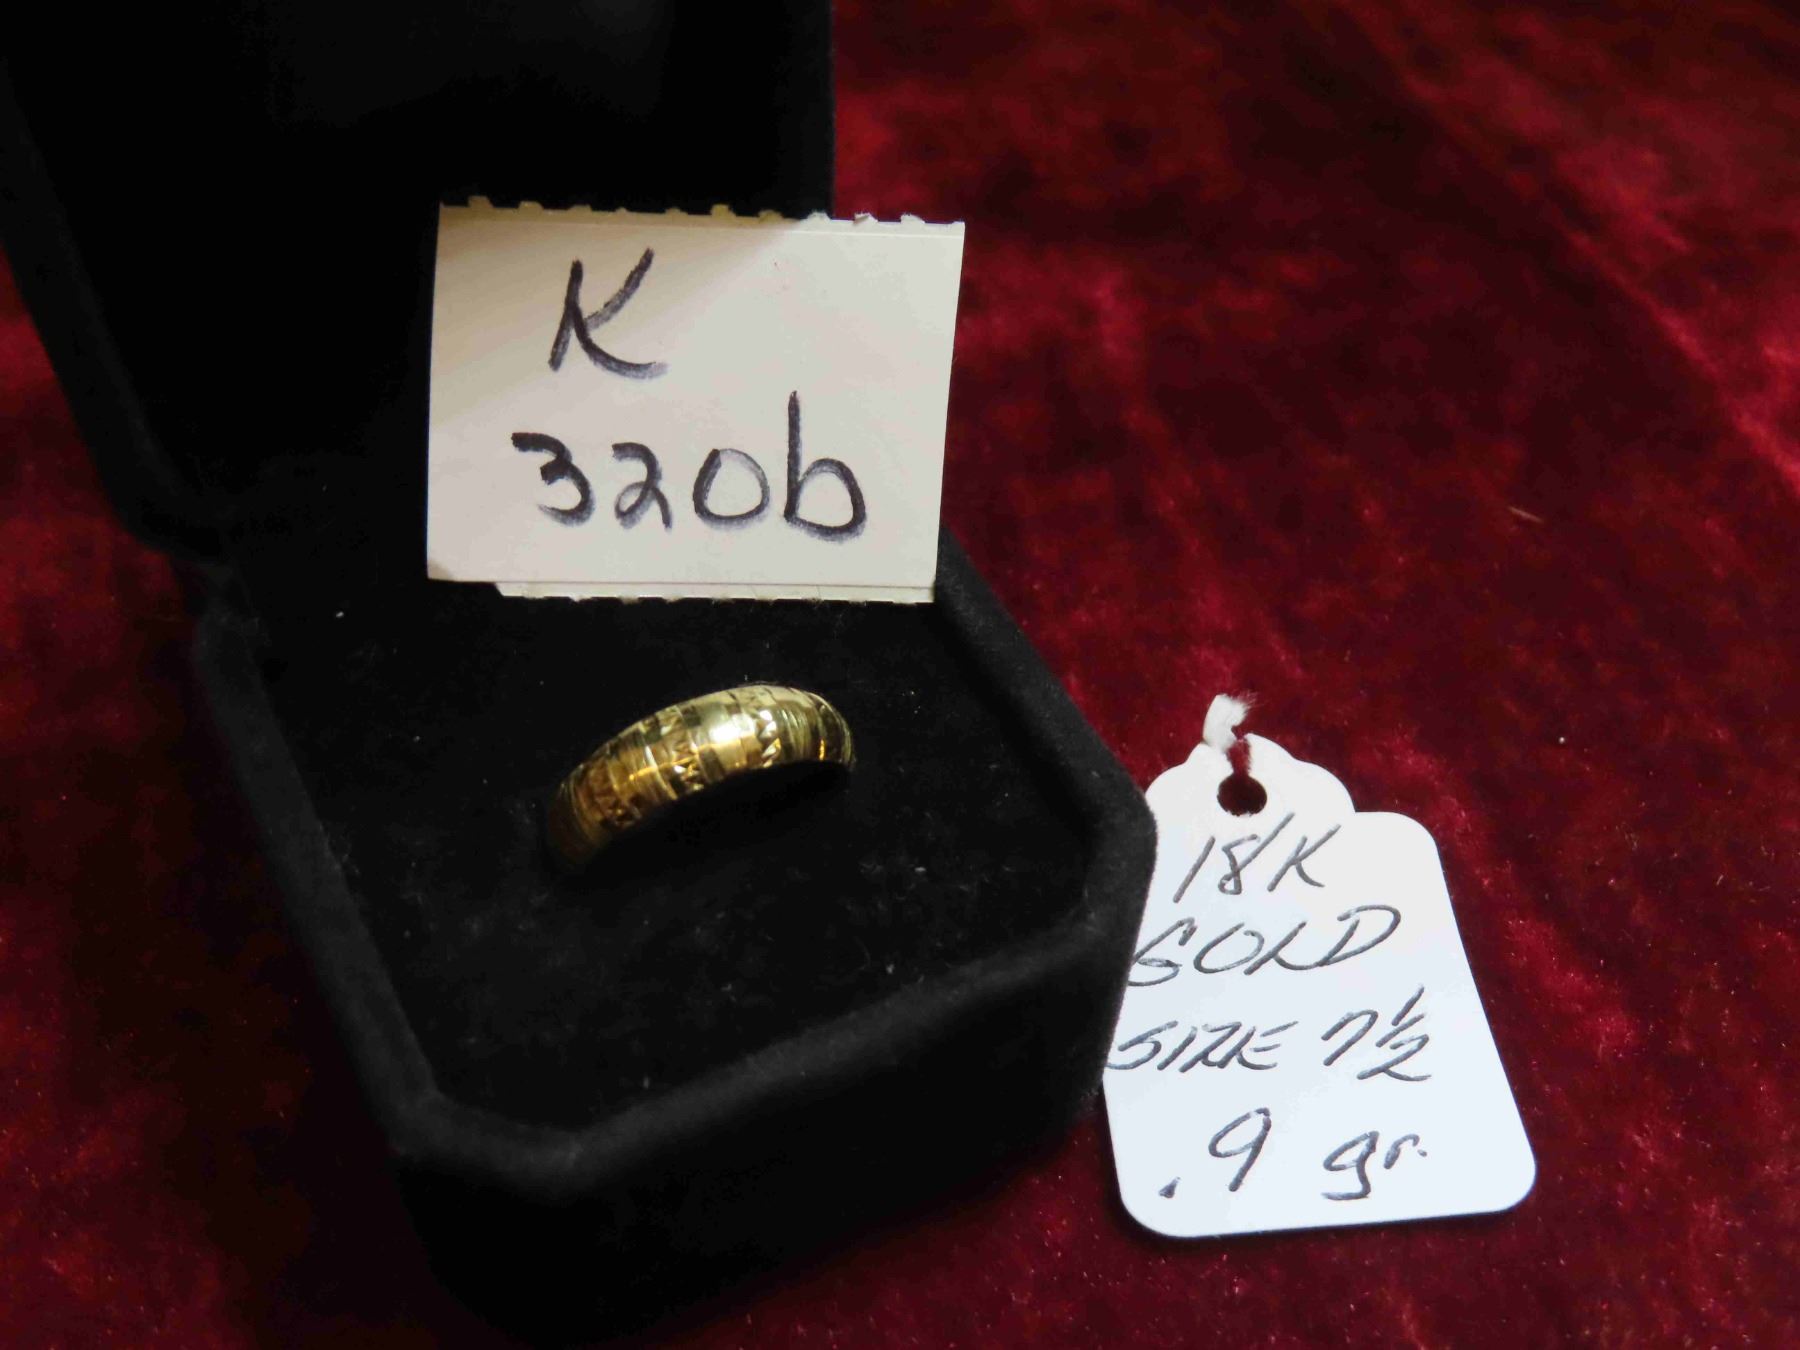 K
320b
18K
GOLD
SIZE 7½
.9 gr.